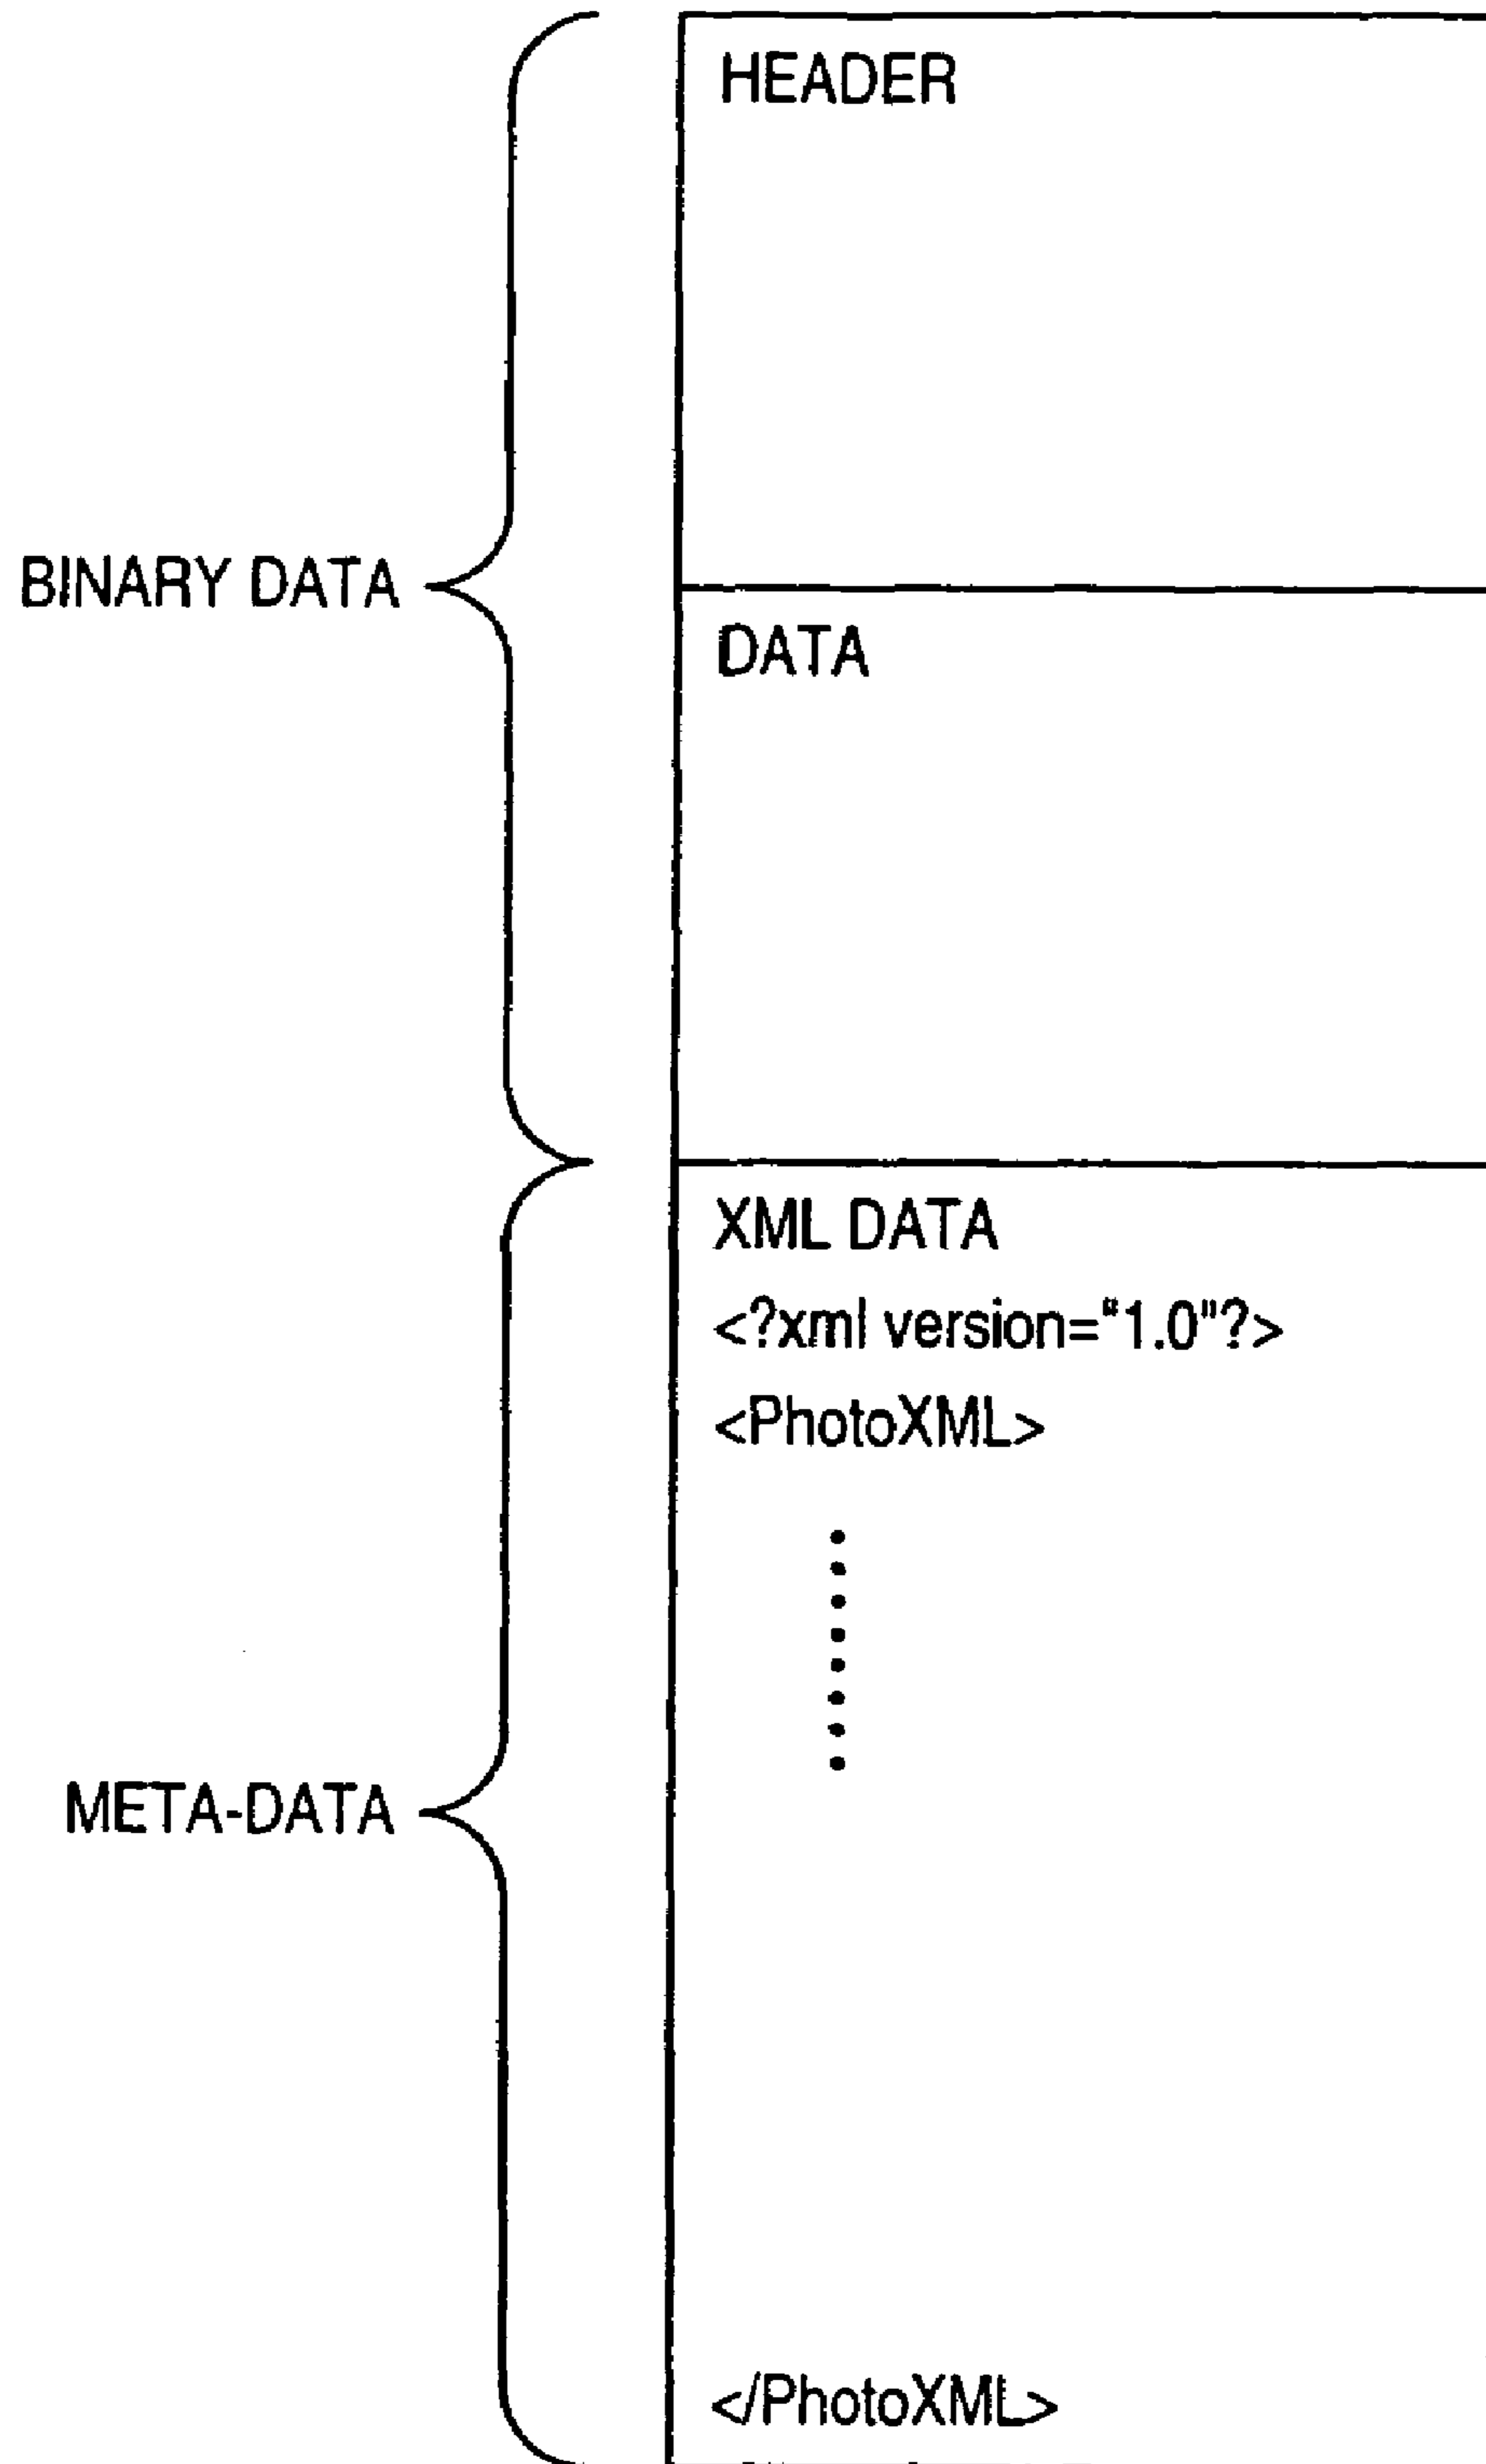 HEADER
BINARY DATA
DATA
XML DATA
<?xml version="1.0"?>
<PhotoXML>
META-DATA
</PhotoXML>